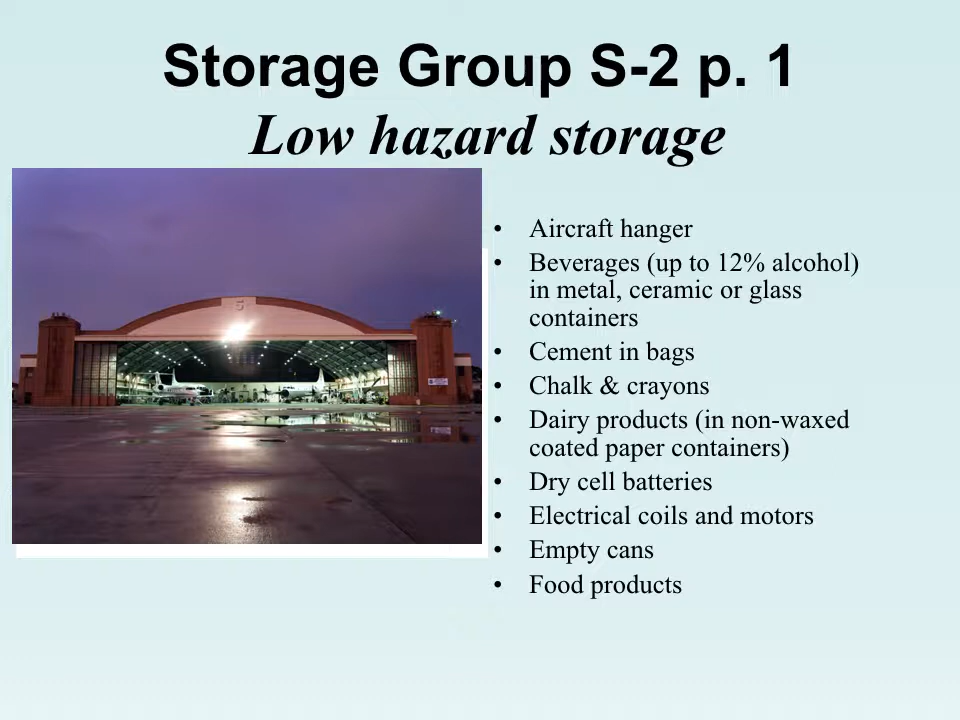 Storage Group S-2 p. 1
Low hazard storage
• Aircraft hanger
• Beverages (up to 12% alcohol)
in metal, ceramic or glass
containers
• Cement in bags
• Chalk & crayons
• Dairy products (in non-waxed
coated paper containers)
• Dry cell batteries
• Electrical coils and motors
• Empty cans
• Food products